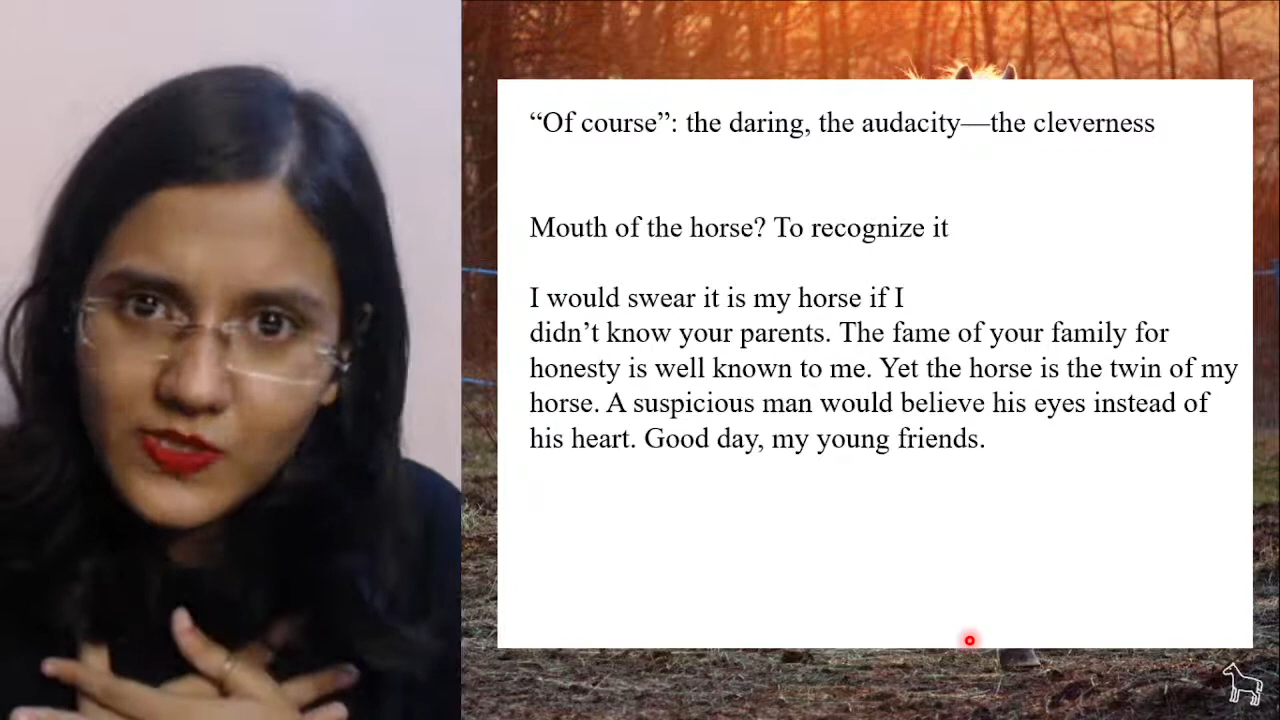 “Of course”: the daring, the audacity—the cleverness
Mouth of the horse? To recognize it
I would swear it is my horse if I
didn’t know your parents. The fame of your family for
honesty is well known to me. Yet the horse is the twin of my
horse. A suspicious man would believe his eyes instead of
his heart. Good day, my young friends.